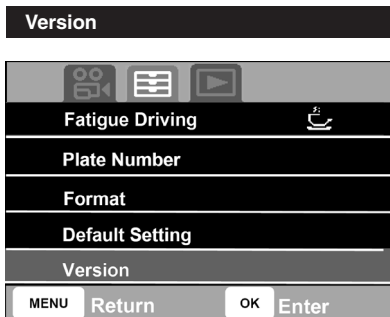 Version
Fatigue Driving
Plate Number
Format
Default Setting
Version
MENU Return OK Enter